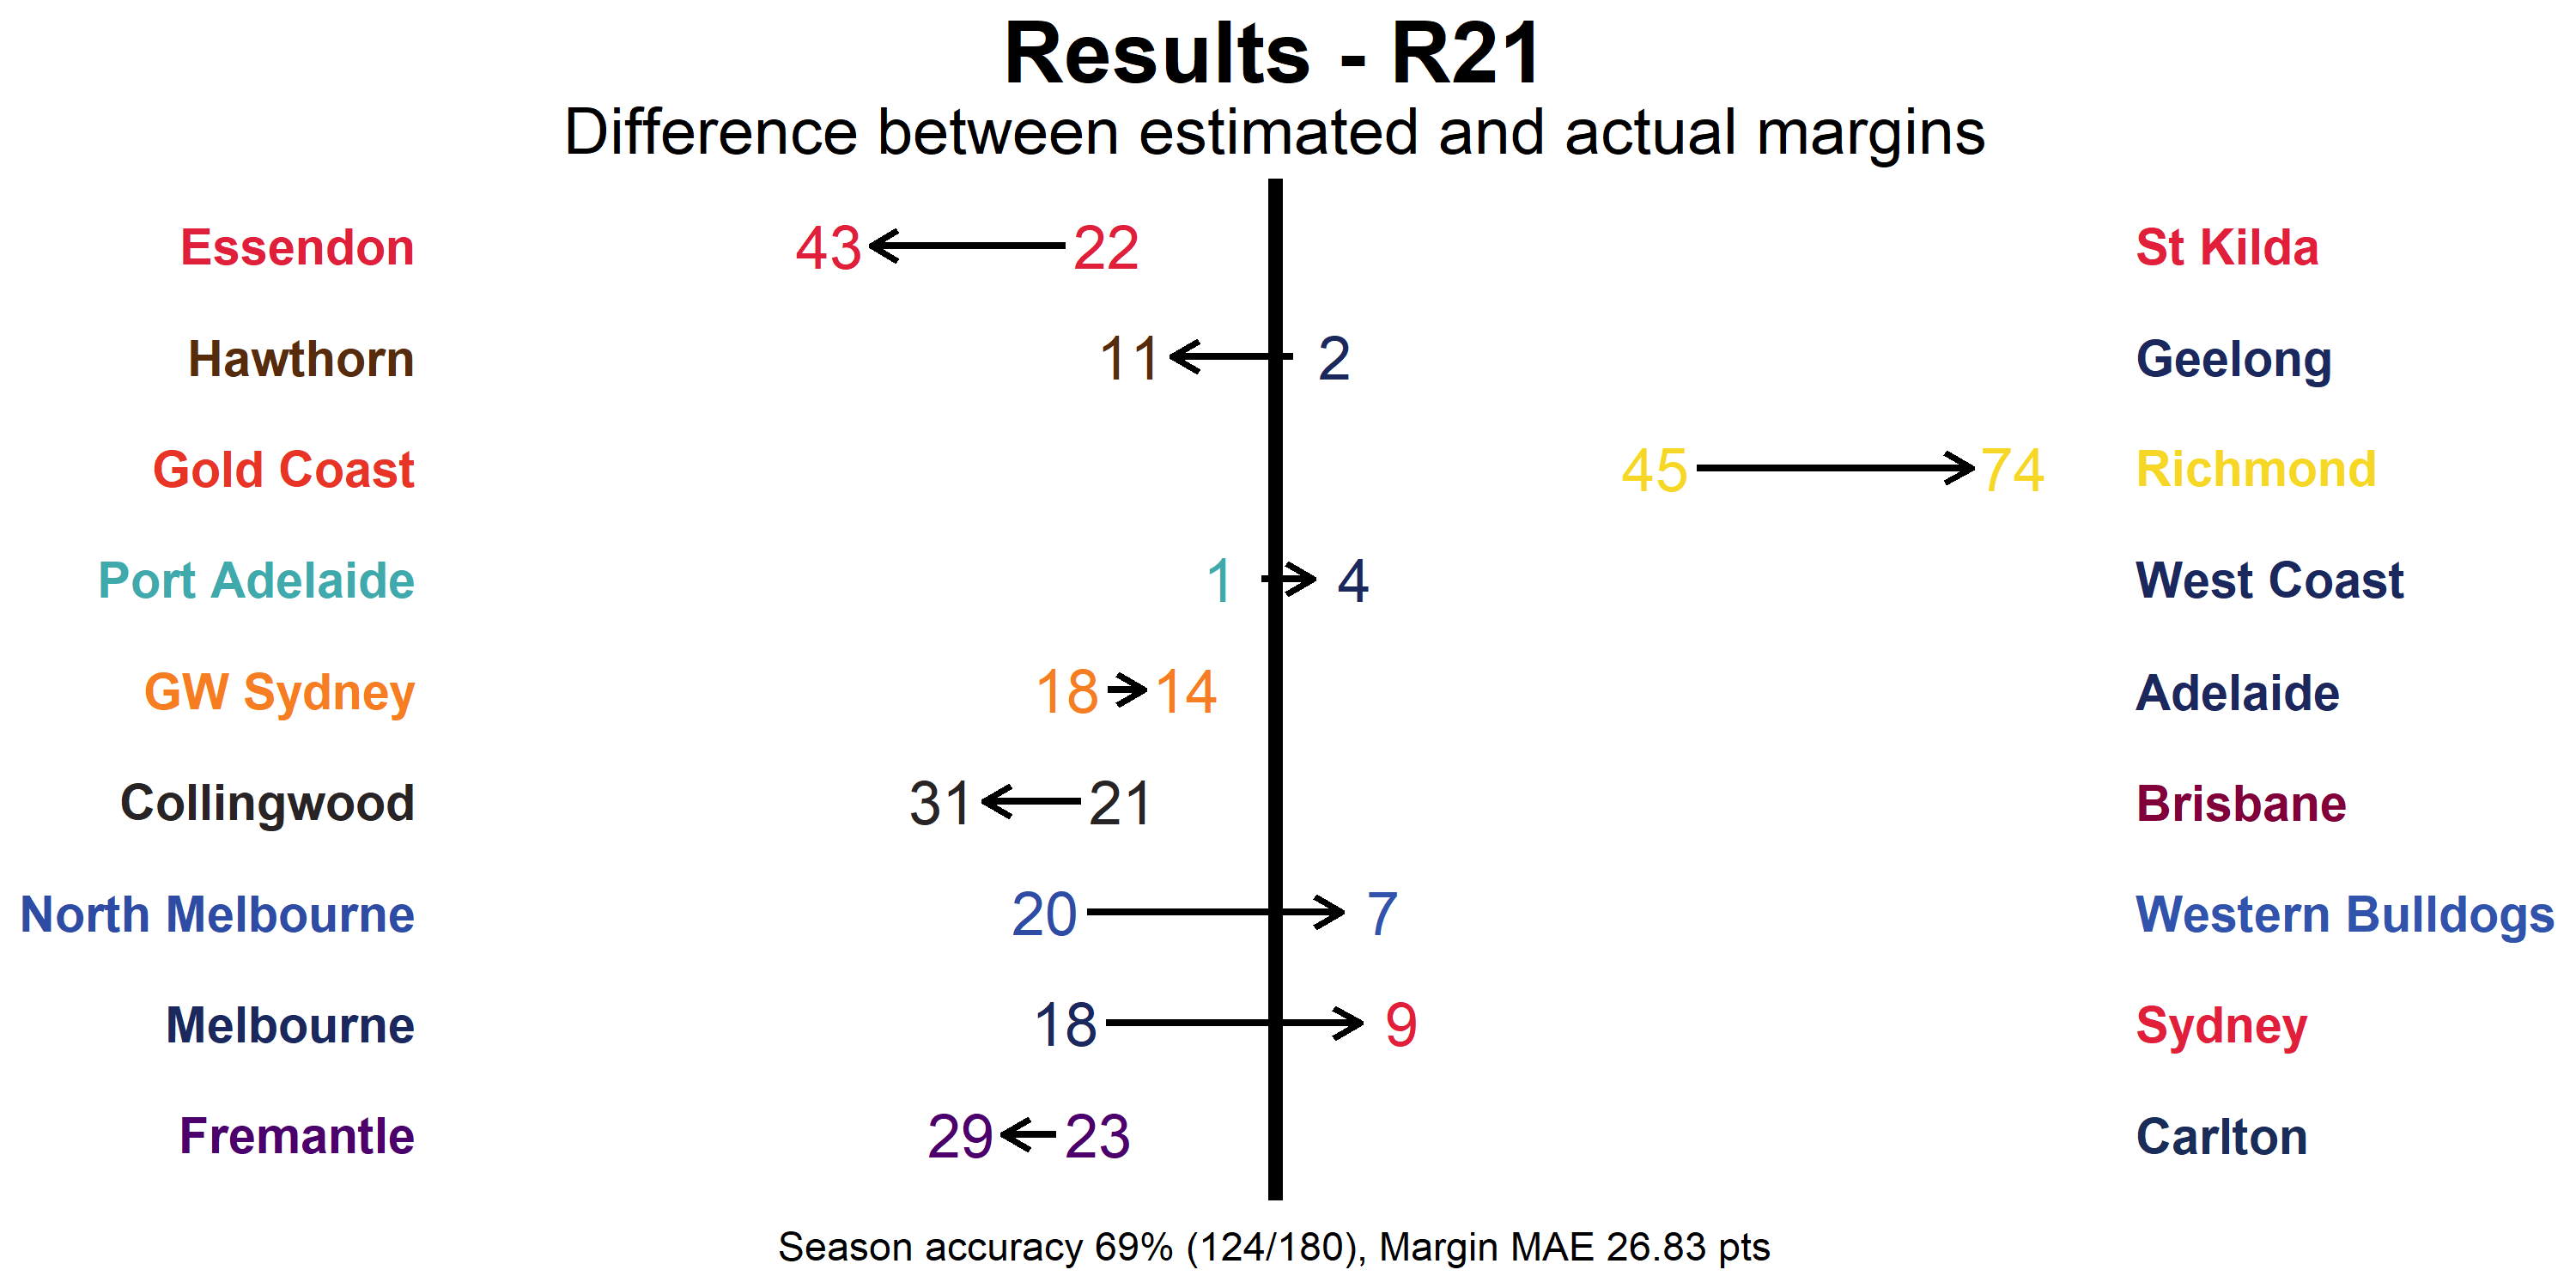 Results - R21
Difference between estimated and actual margins
Essendon 43 22 St Kilda
Hawthorn 11 2 Geelong
Gold Coast 45 74 Richmond
Port Adelaide 1 4 West Coast
GW Sydney 18 14 Adelaide
Collingwood 31 21 Brisbane
North Melbourne 20 7 Western Bulldogs
Melbourne 18 9 Sydney
Fremantle 29 23 Carlton
Season accuracy 69% (124/180), Margin MAE 26.83 pts